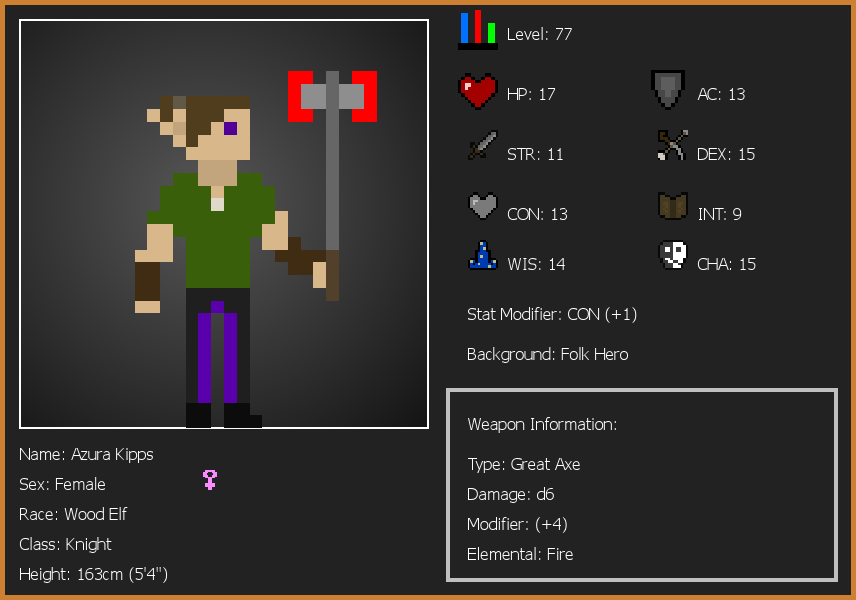 Level: 77
HP: 17
AC: 13
STR: 11
DEX: 15
CON: 13
INT: 9
WIS: 14
CHA: 15
Stat Modifier: CON (+1)
Background: Folk Hero
Weapon Information:
Type: Great Axe
Damage: d6
Modifier: (+4)
Elemental: Fire
Name: Azura Kipps
Sex: Female
Race: Wood Elf
Class: Knight
Height: 163cm (5'4")